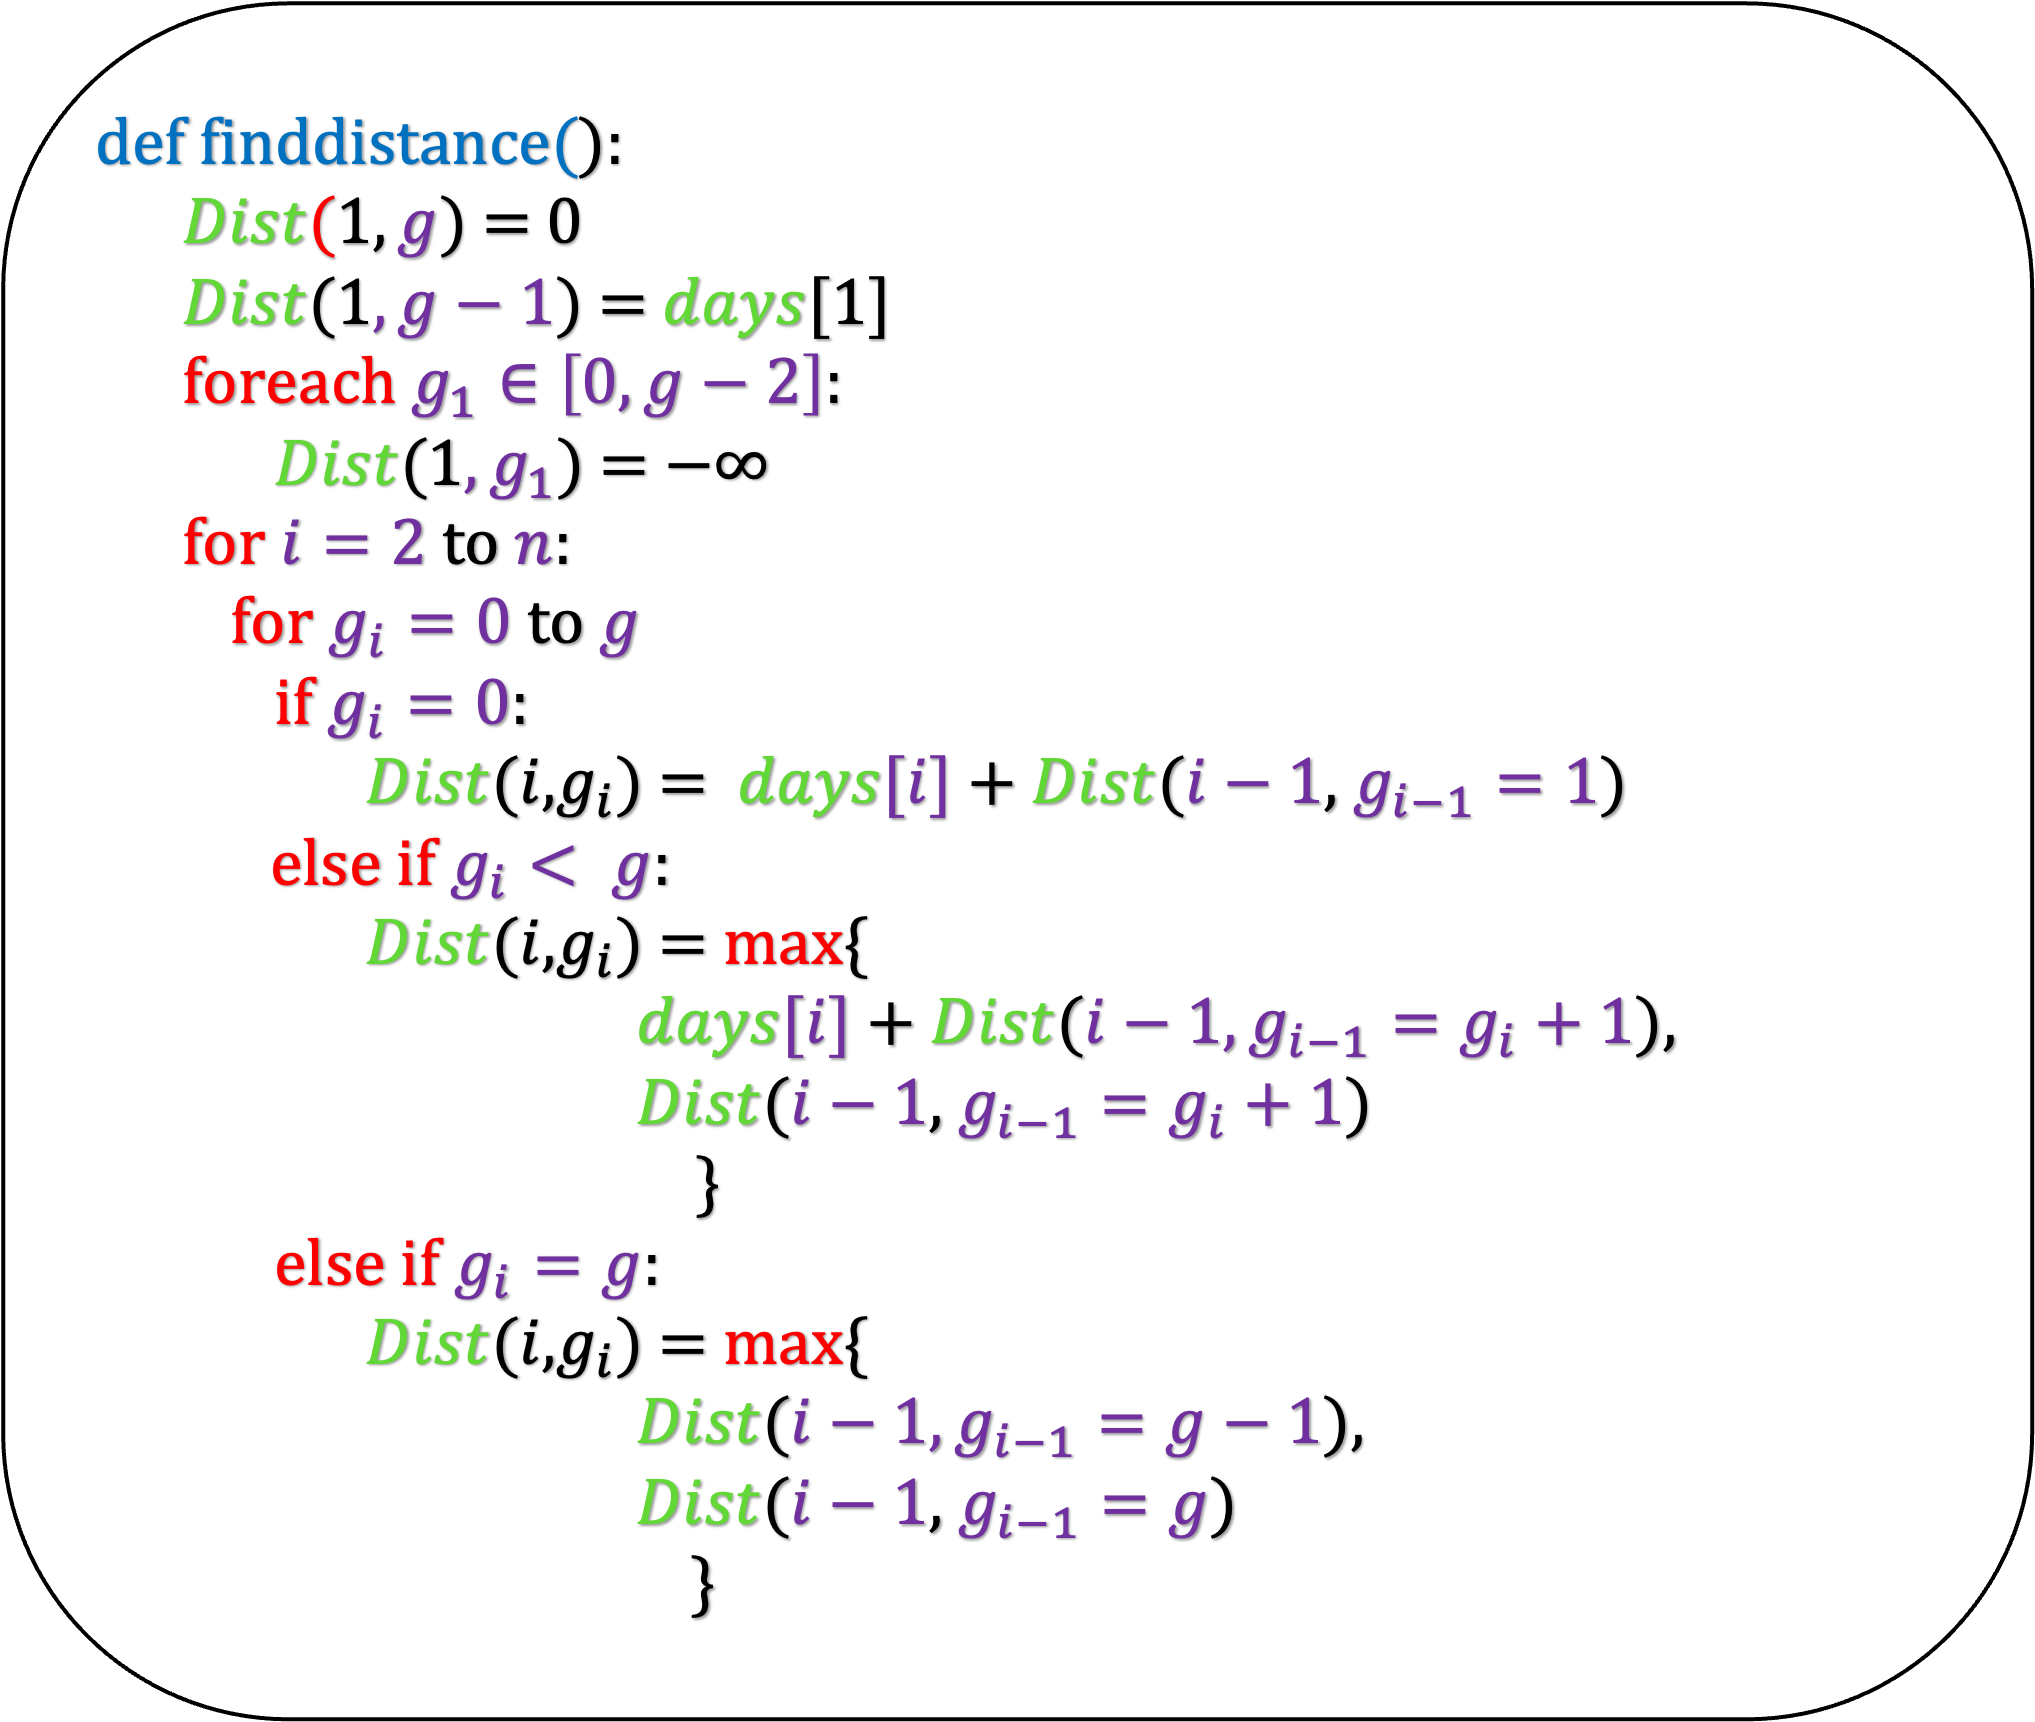 def finddistance():
Dist(1, g) = 0
Dist(1, g − 1) = days[1]
foreach g₁ ∈ [0, g − 2]:
Dist(1, g₁) = −∞
for i = 2 to n:
for gᵢ = 0 to g
if gᵢ = 0:
Dist(i,gᵢ) = days[i] + Dist(i − 1, gᵢ₋₁ = 1)
else if gᵢ < g:
Dist(i,gᵢ) = max{
days[i] + Dist(i − 1, gᵢ₋₁ = gᵢ + 1),
Dist(i − 1, gᵢ₋₁ = gᵢ + 1)
}
else if gᵢ = g:
Dist(i,gᵢ) = max{
Dist(i − 1, gᵢ₋₁ = g − 1),
Dist(i − 1, gᵢ₋₁ = g)
}